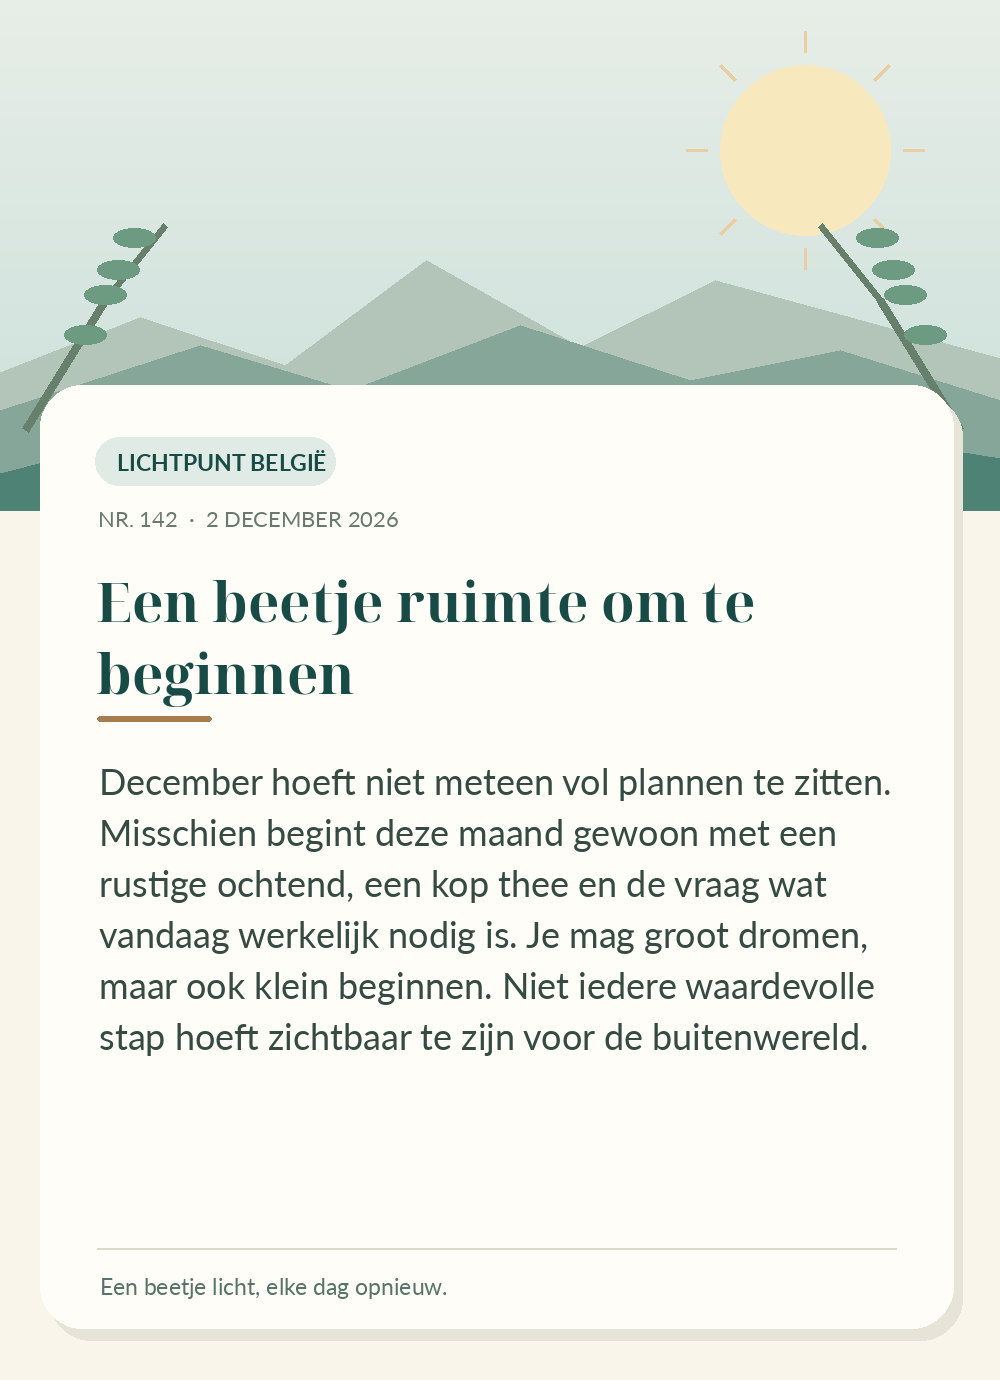 LICHTPUNT BELGIË
NR. 142 · 2 DECEMBER 2026
Een beetje ruimte om te
beginnen
December hoeft niet meteen vol plannen te zitten.
Misschien begint deze maand gewoon met een
rustige ochtend, een kop thee en de vraag wat
vandaag werkelijk nodig is. Je mag groot dromen,
maar ook klein beginnen. Niet iedere waardevolle
stap hoeft zichtbaar te zijn voor de buitenwereld.
Een beetje licht, elke dag opnieuw.